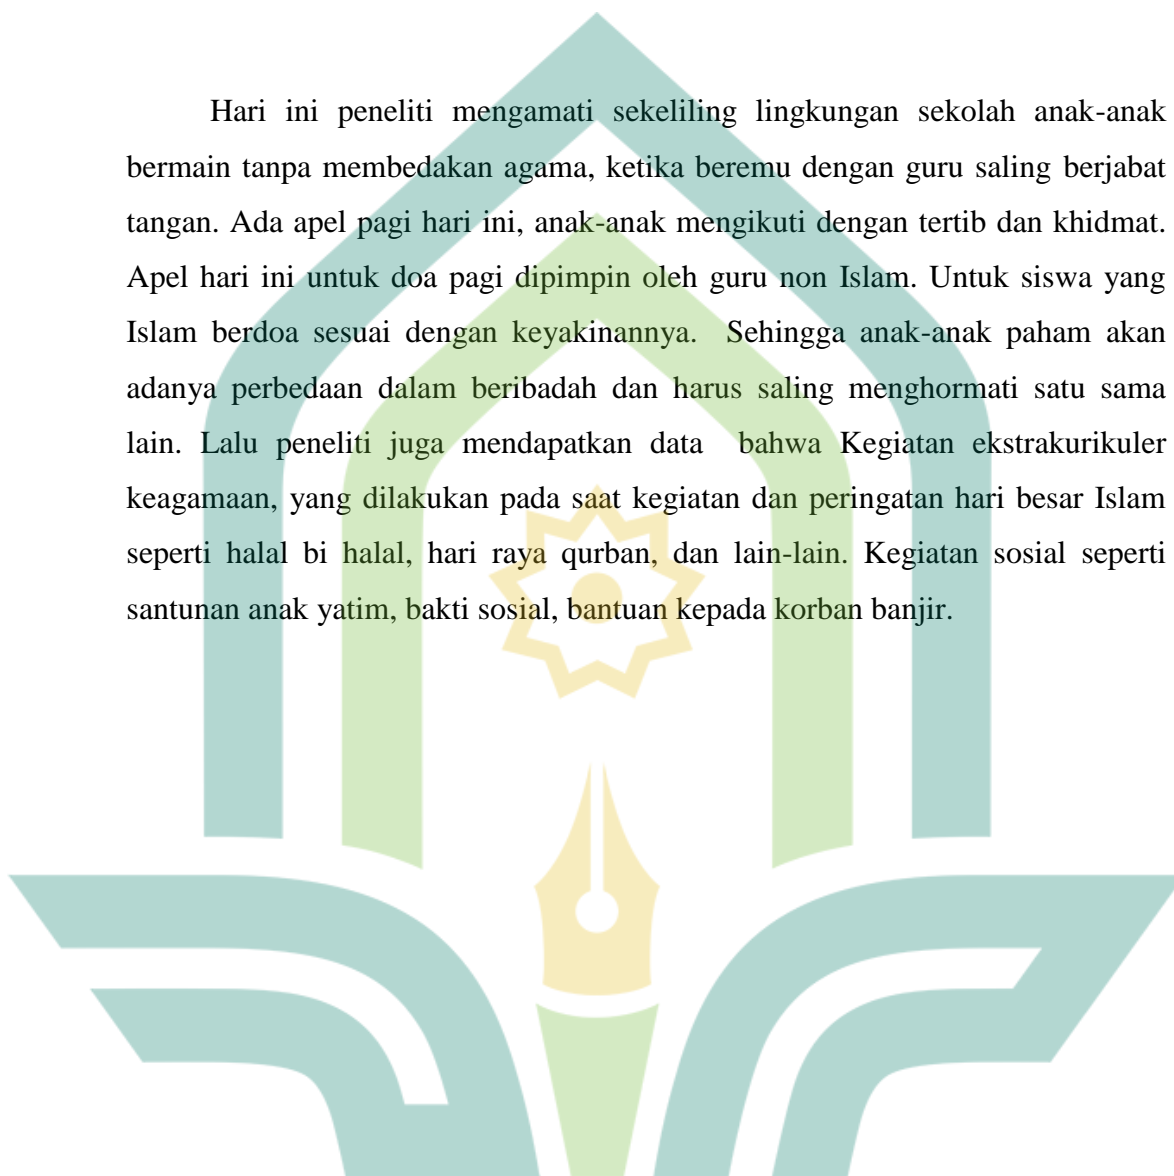 Hari ini peneliti mengamati sekeliling lingkungan sekolah anak-anak
bermain tanpa membedakan agama, ketika beremu dengan guru saling berjabat
tangan. Ada apel pagi hari ini, anak-anak mengikuti dengan tertib dan khidmat.
Apel hari ini untuk doa pagi dipimpin oleh guru non Islam. Untuk siswa yang
Islam berdoa sesuai dengan keyakinannya.  Sehingga anak-anak paham akan
adanya perbedaan dalam beribadah dan harus saling menghormati satu sama
lain. Lalu peneliti juga mendapatkan data  bahwa Kegiatan ekstrakurikuler
keagamaan, yang dilakukan pada saat kegiatan dan peringatan hari besar Islam
seperti halal bi halal, hari raya qurban, dan lain-lain. Kegiatan sosial seperti
santunan anak yatim, bakti sosial, bantuan kepada korban banjir.